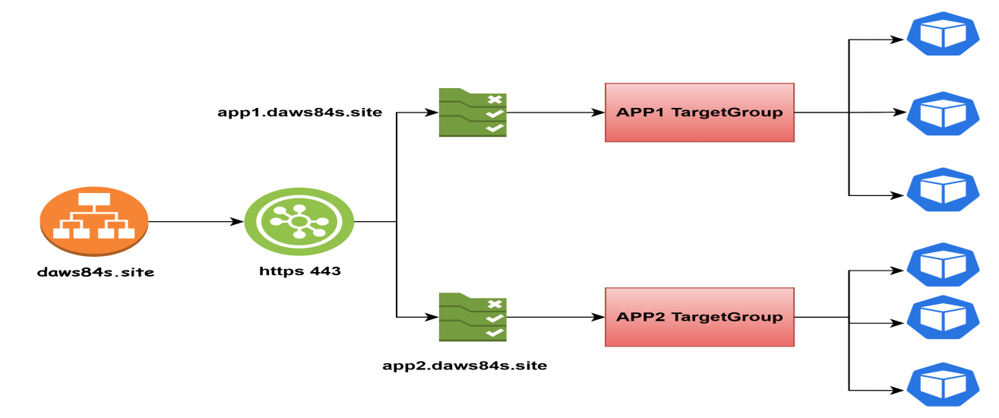 app1.daws84s.site
APP1 TargetGroup
daws84s.site
https 443
APP2 TargetGroup
app2.daws84s.site